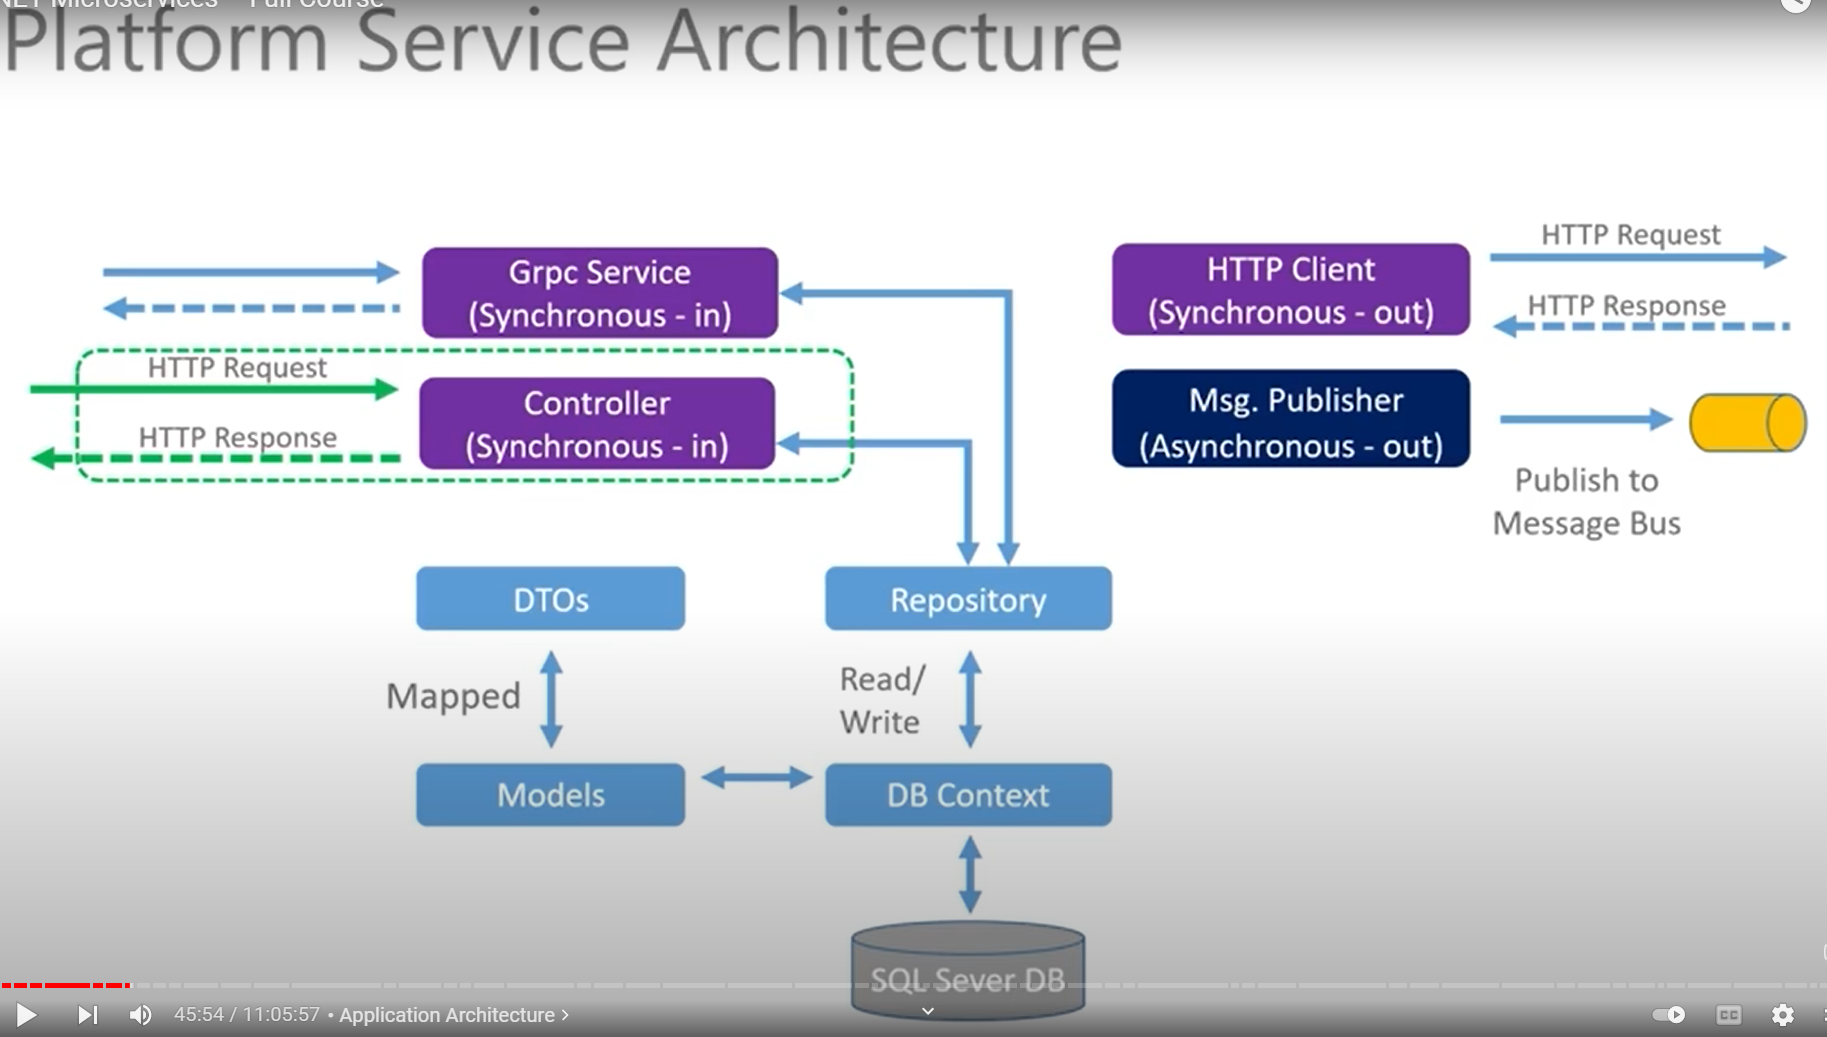 NET Microservices – Full Course
Platform Service Architecture
HTTP Request
Grpc Service
(Synchronous - in)
HTTP Client
(Synchronous - out)
HTTP Response
HTTP Request
Controller
(Synchronous - in)
HTTP Response
Msg. Publisher
(Asynchronous - out)
Publish to
Message Bus
DTOs
Repository
Mapped
Read/
Write
Models
DB Context
SQL Sever DB
45:54 / 11:05:57 • Application Architecture >
CC